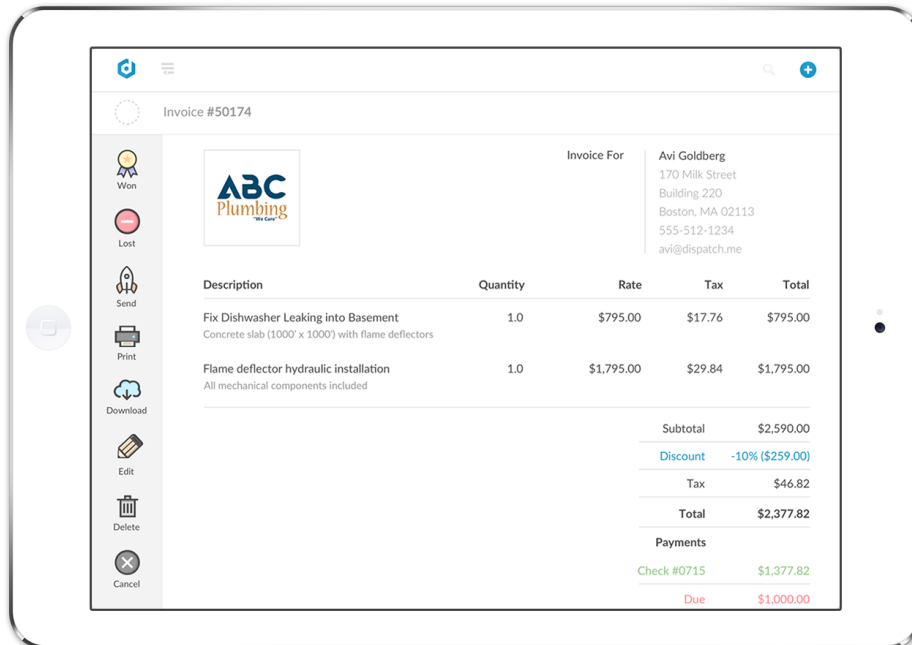 Invoice #50174
Won
Lost
Send
Print
Download
Edit
Delete
Cancel
ABC
Plumbing
"We Care"
Invoice For
Avi Goldberg
170 Milk Street
Building 220
Boston, MA 02113
555-512-1234
avi@dispatch.me
Description Quantity Rate Tax Total
Fix Dishwasher Leaking into Basement 1.0 $795.00 $17.76 $795.00
Concrete slab (1000' x 1000') with flame deflectors
Flame deflector hydraulic installation 1.0 $1,795.00 $29.84 $1,795.00
All mechanical components included
Subtotal $2,590.00
Discount -10% ($259.00)
Tax $46.82
Total $2,377.82
Payments
Check #0715 $1,377.82
Due $1,000.00